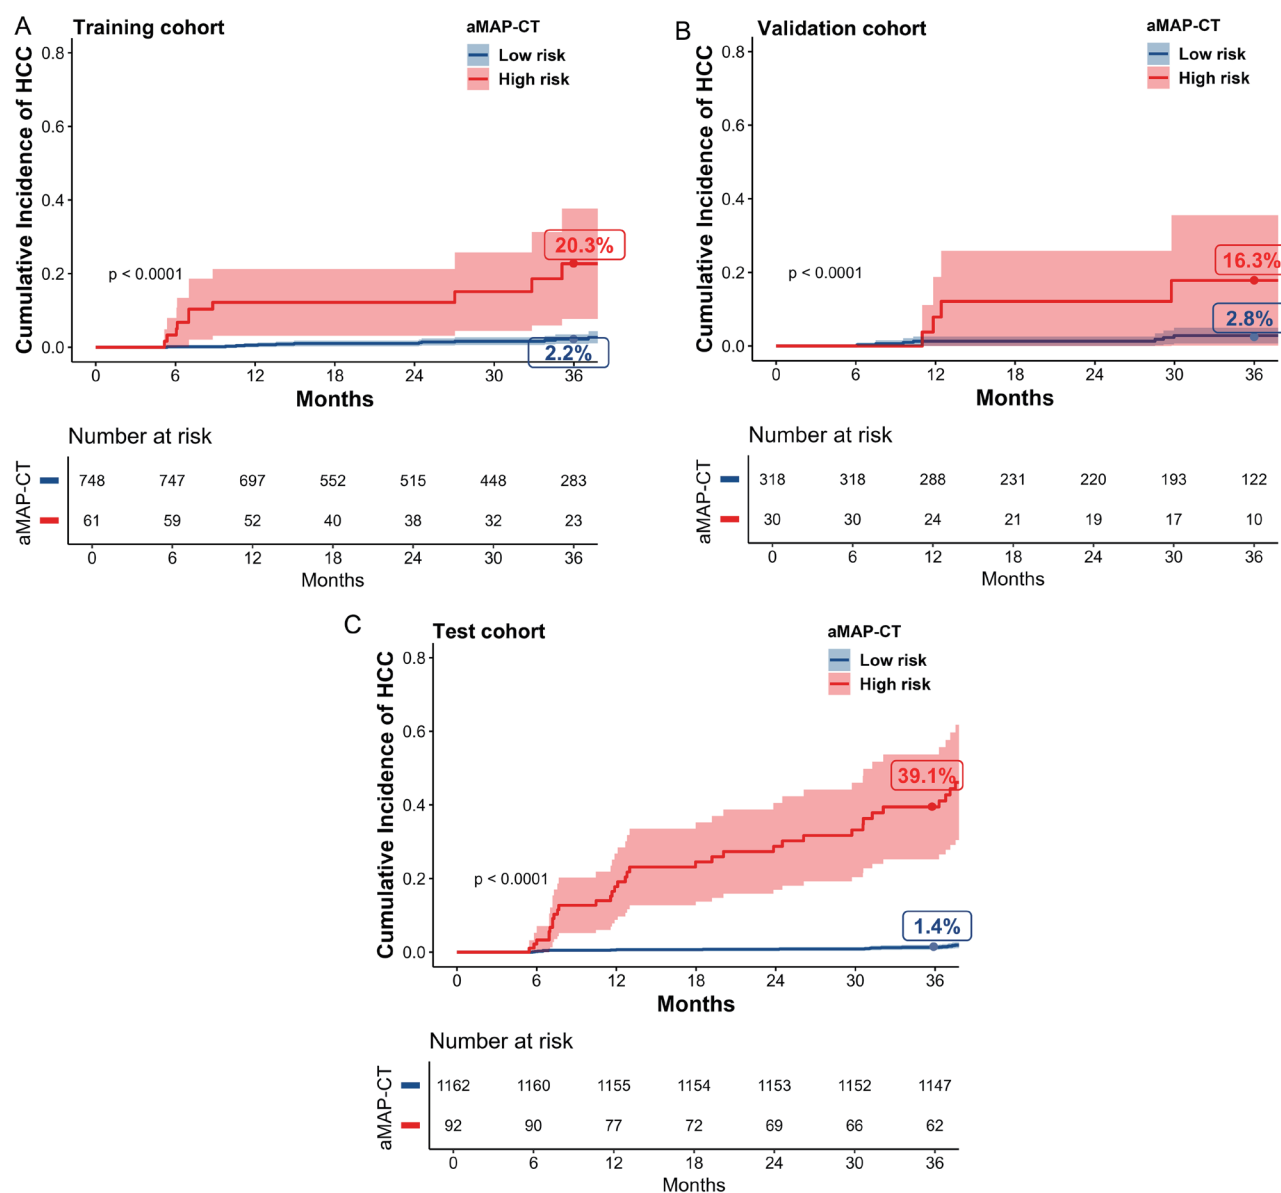 A
Training cohort
aMAP-CT
Low risk
High risk
Cumulative Incidence of HCC
0.8
0.6
0.4
0.2
0.0
p < 0.0001
20.3%
2.2%
0 6 12 18 24 30 36
Months
Number at risk
aMAP-CT
748 747 697 552 515 448 283
61 59 52 40 38 32 23
0 6 12 18 24 30 36
Months
B
Validation cohort
aMAP-CT
Low risk
High risk
Cumulative Incidence of HCC
0.8
0.6
0.4
0.2
0.0
p < 0.0001
16.3%
2.8%
0 6 12 18 24 30 36
Months
Number at risk
aMAP-CT
318 318 288 231 220 193 122
30 30 24 21 19 17 10
0 6 12 18 24 30 36
Months
C
Test cohort
aMAP-CT
Low risk
High risk
Cumulative Incidence of HCC
0.8
0.6
0.4
0.2
0.0
p < 0.0001
39.1%
1.4%
0 6 12 18 24 30 36
Months
Number at risk
aMAP-CT
1162 1160 1155 1154 1153 1152 1147
92 90 77 72 69 66 62
0 6 12 18 24 30 36
Months